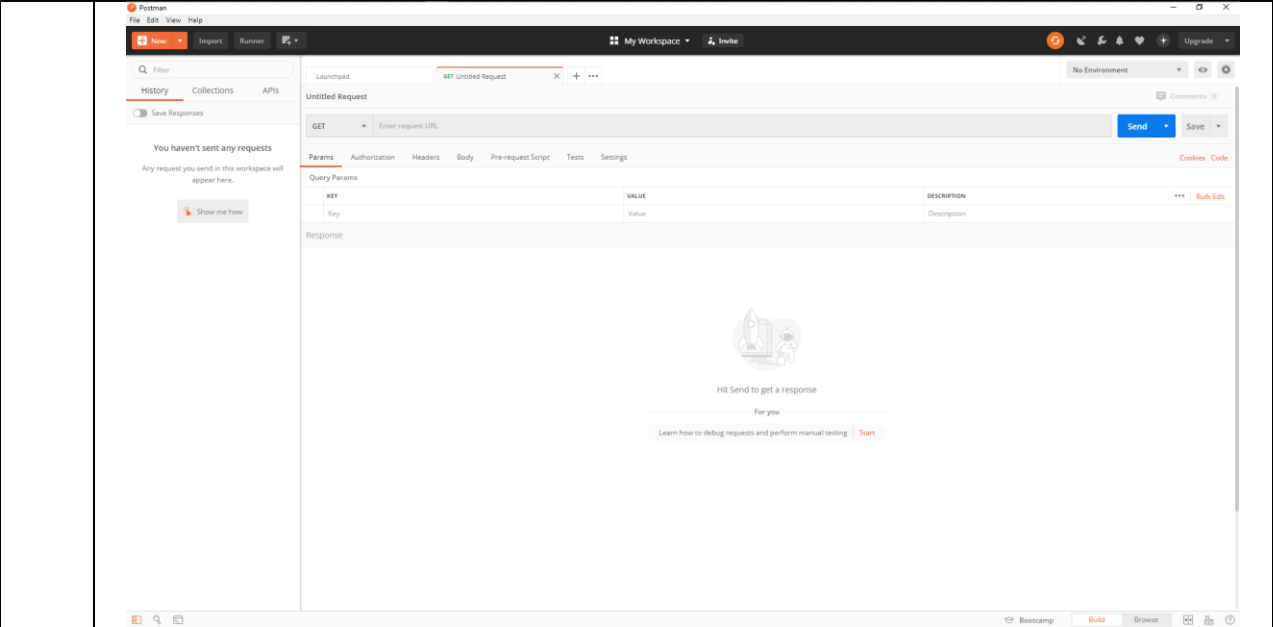 Postman
File Edit View Help
New Import Runner My Workspace Invite Upgrade
Filter
Launchpad GET Untitled Request No Environment
History Collections APIs
Untitled Request Comments 0
Save Responses
GET Enter request URL Send Save
You haven't sent any requests
Any request you send in this workspace will
appear here.
Show me how
Params Authorization Headers Body Pre-request Script Tests Settings Cookies Code
Query Params
KEY VALUE DESCRIPTION Bulk Edit
Key Value Description
Response
Hit Send to get a response
For you
Learn how to debug requests and perform manual testing Start
Bootcamp Build Browse